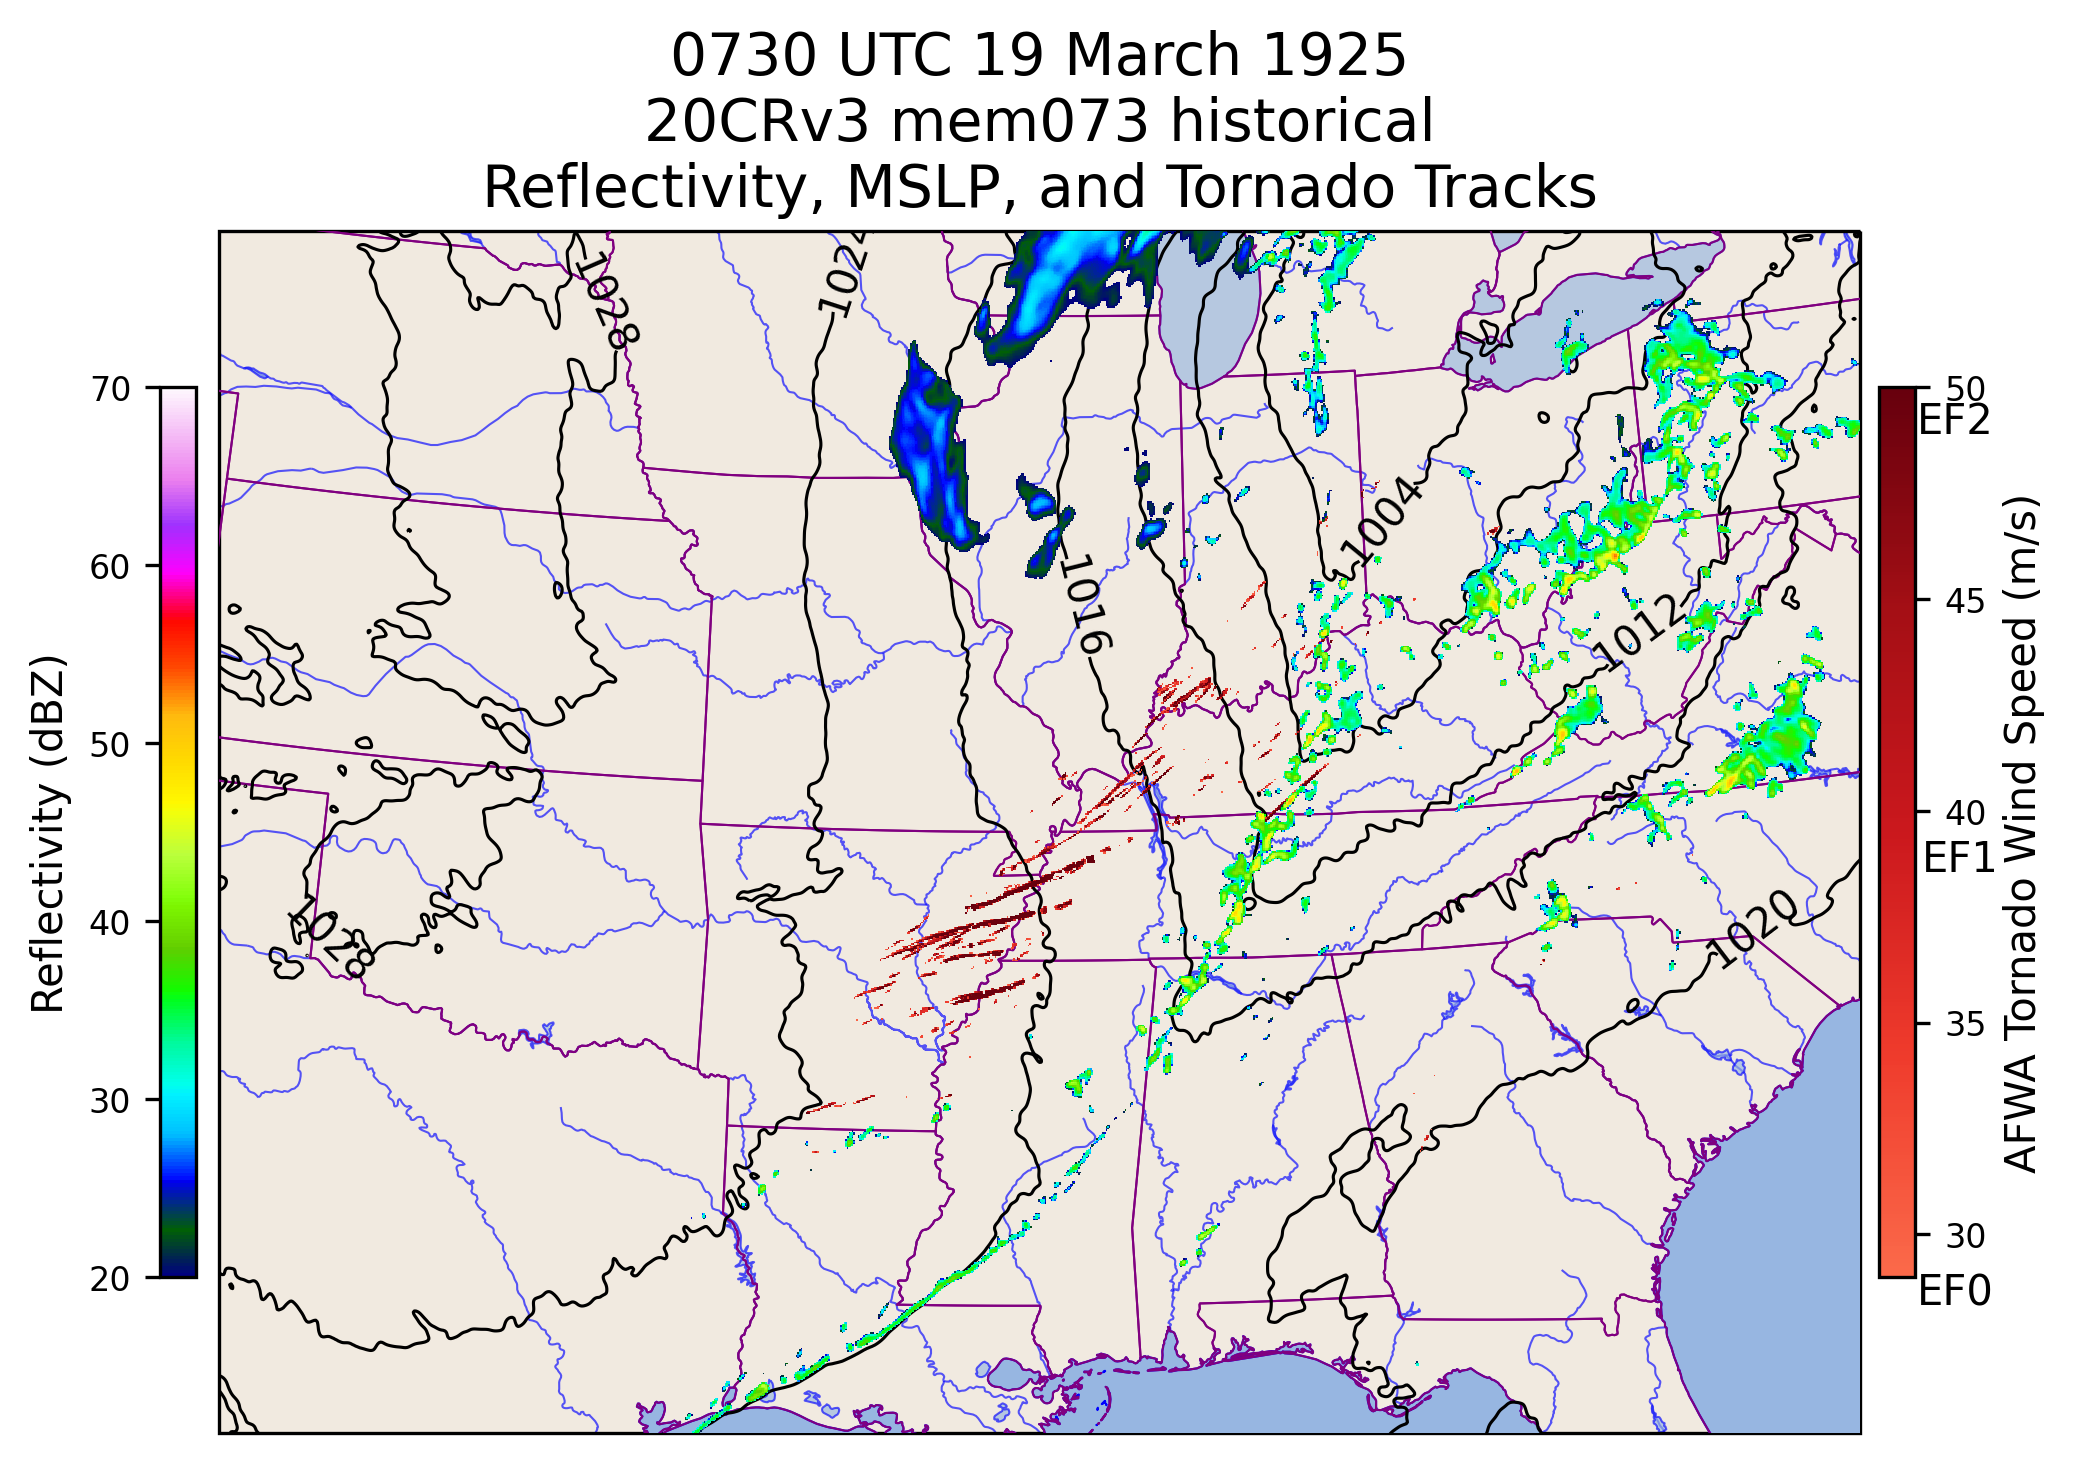 0730 UTC 19 March 1925
20CRv3 mem073 historical
Reflectivity, MSLP, and Tornado Tracks
1028
1024
1004
1016
1012
1020
1028
70
60
50
40
30
20
Reflectivity (dBZ)
50
EF2
45
40
EF1
35
30
EF0
AFWA Tornado Wind Speed (m/s)